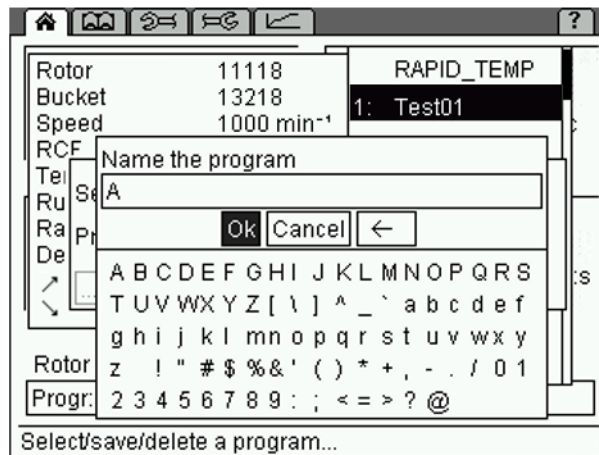 ?
Rotor 11118
Bucket 13218
Speed 1000 min⁻¹
RCF
RAPID_TEMP
1: Test01
Name the program
A
Ok Cancel ←
A B C D E F G H I J K L M N O P Q R S
T U V W X Y Z [ \ ] ^ _ ` a b c d e f
g h i j k l m n o p q r s t u v w x y
z ! " # $ % & ' ( ) * + , - . / 0 1
2 3 4 5 6 7 8 9 : ; < = > ? @
Rotor
Progr:
Select/save/delete a program...